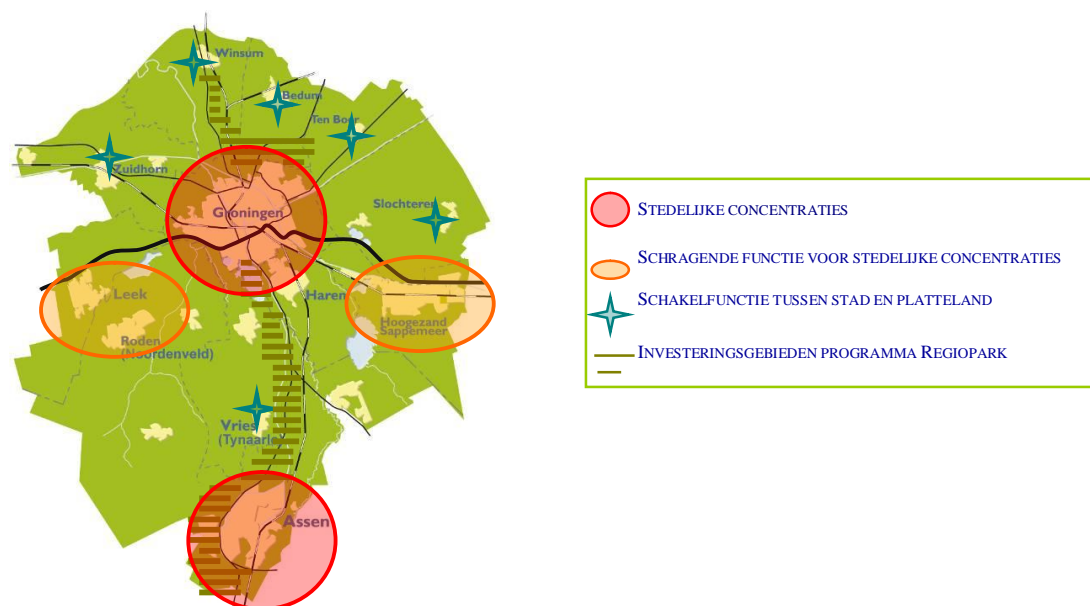 Winsum
Bedum
Ten Boer
Zuidhorn
Groningen
Slochteren
Leek
Haren
Hoogezand
Sappemeer
Roden
(Noordenveld)
Vries
(Tynaarlo)
Assen
STEDELIJKE CONCENTRATIES
SCHRAGENDE FUNCTIE VOOR STEDELIJKE CONCENTRATIES
SCHAKELFUNCTIE TUSSEN STAD EN PLATTELAND
INVESTERINGSGEBIEDEN PROGRAMMA REGIOPARK